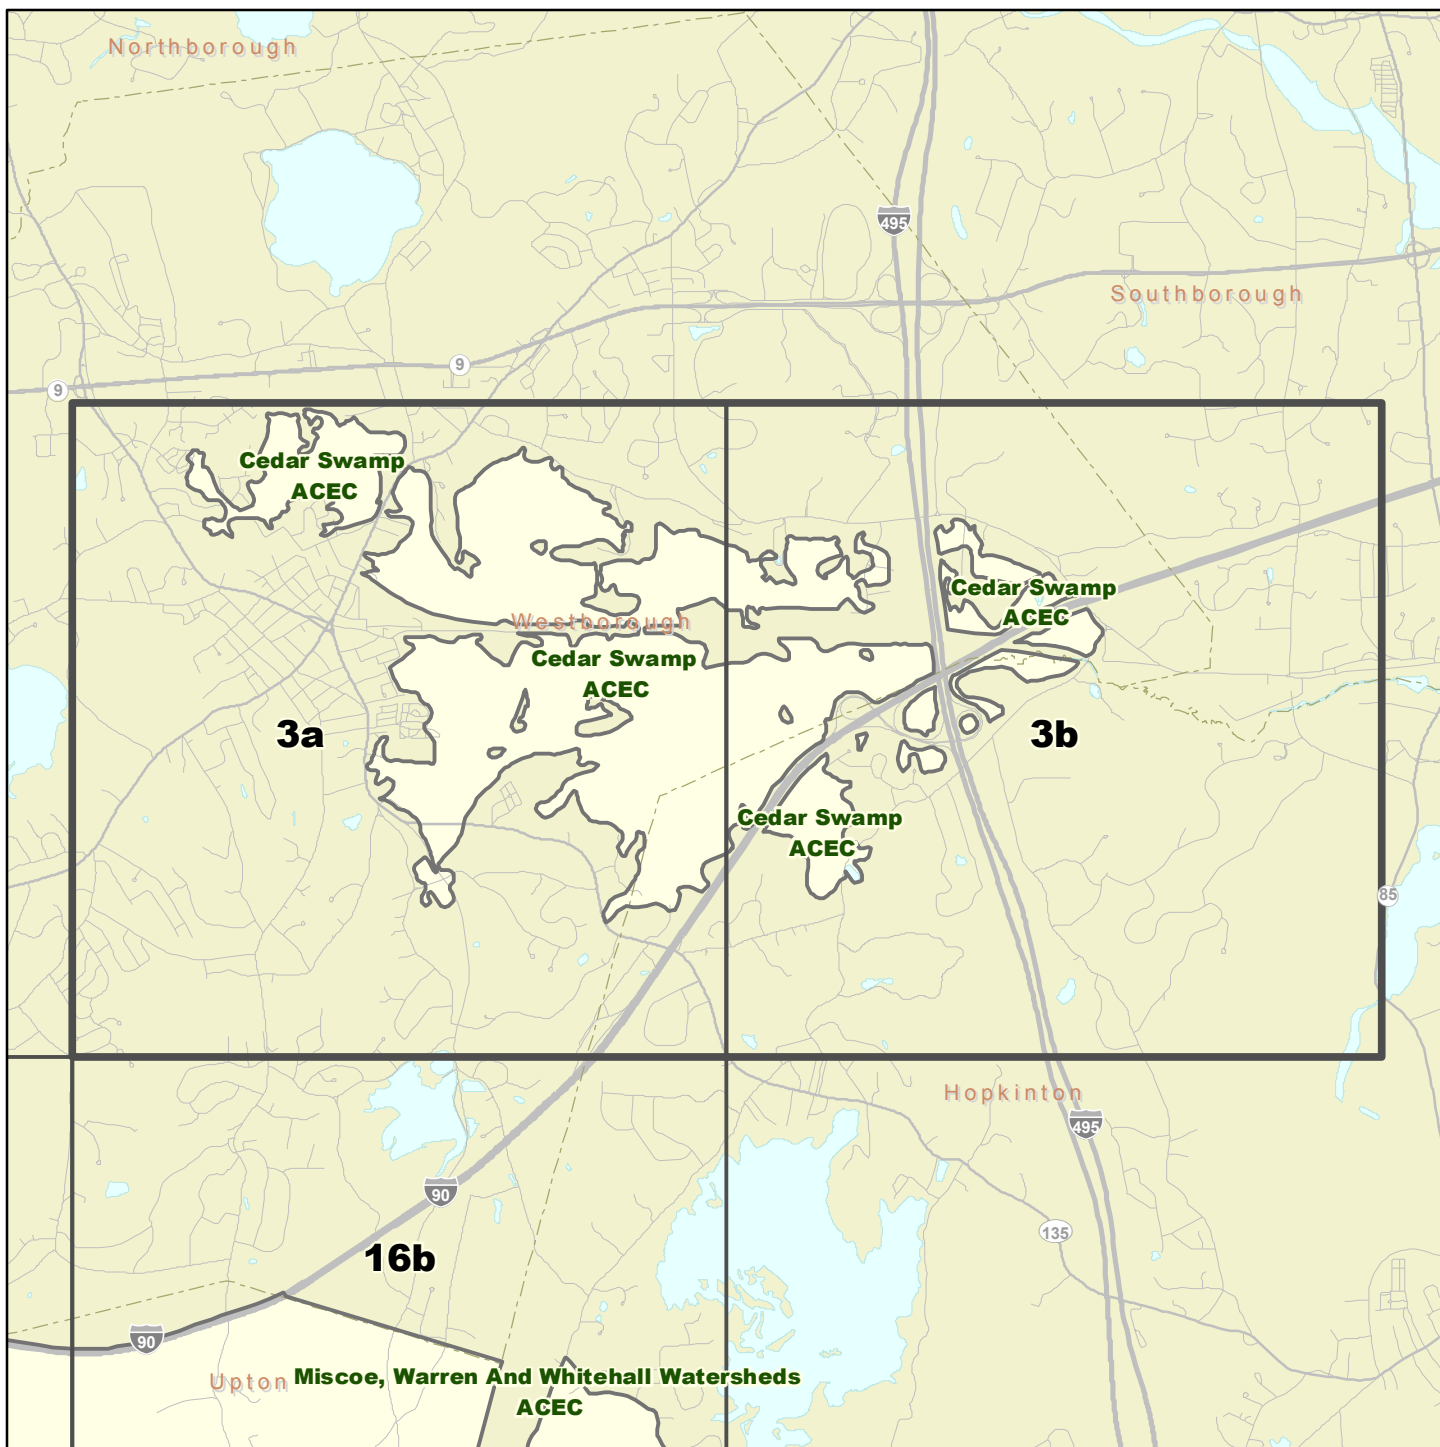 Northborough
495
Southborough
9
9
Cedar Swamp
ACEC
Cedar Swamp
ACEC
Westborough
Cedar Swamp
ACEC
3a
3b
Cedar Swamp
ACEC
85
Hopkinton
495
90
135
16b
90
Upton
Miscoe, Warren And Whitehall Watersheds
ACEC